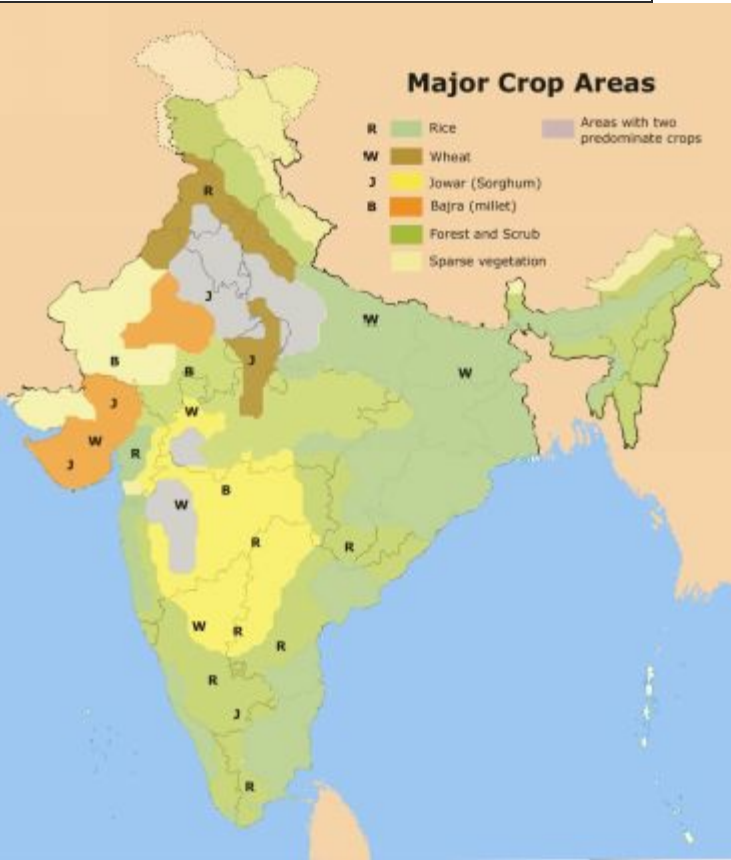 Major Crop Areas
R Rice
W Wheat
J Jowar (Sorghum)
B Bajra (millet)
Forest and Scrub
Sparse vegetation
Areas with two
predominate crops
R
J
W
B
J
B
W
J
W
W
R
J
B
W
R
R
W
R
R
R
J
R